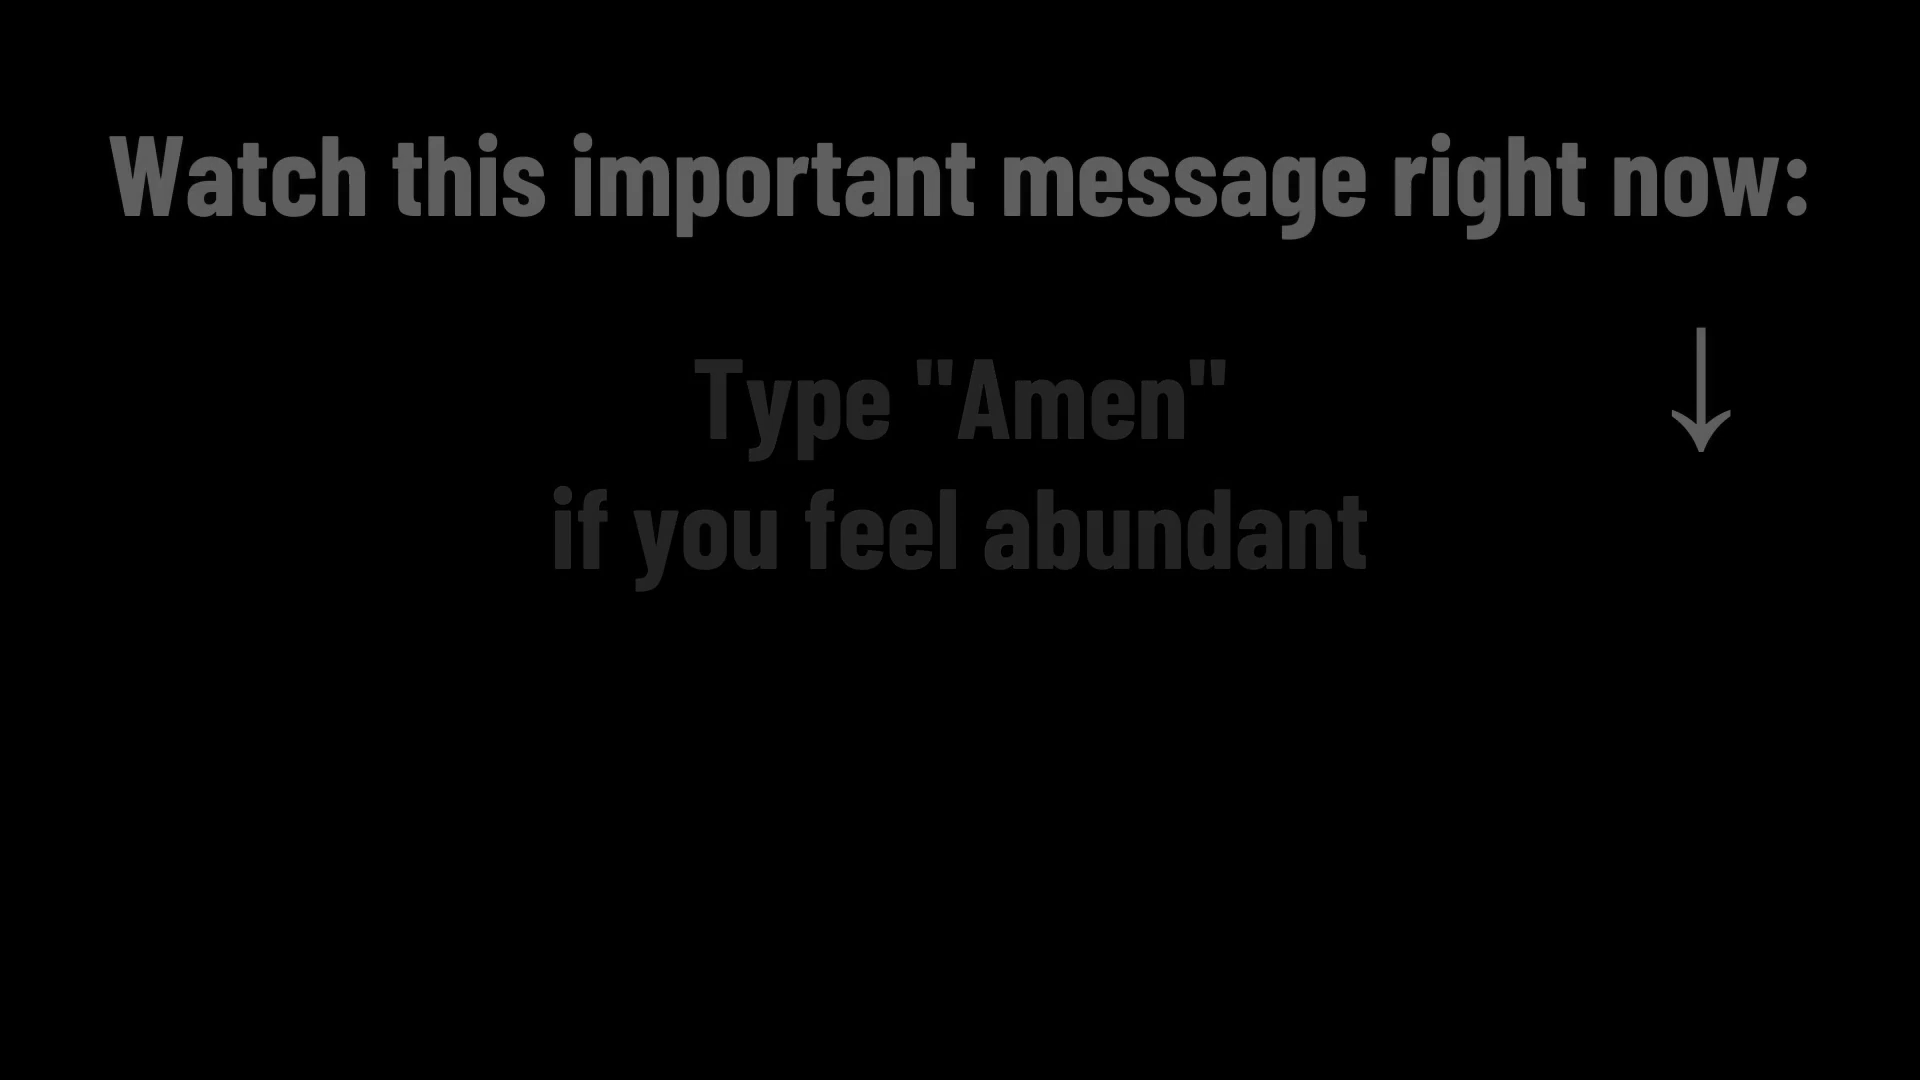 Watch this important message right now:
↓
Type "Amen"
if you feel abundant